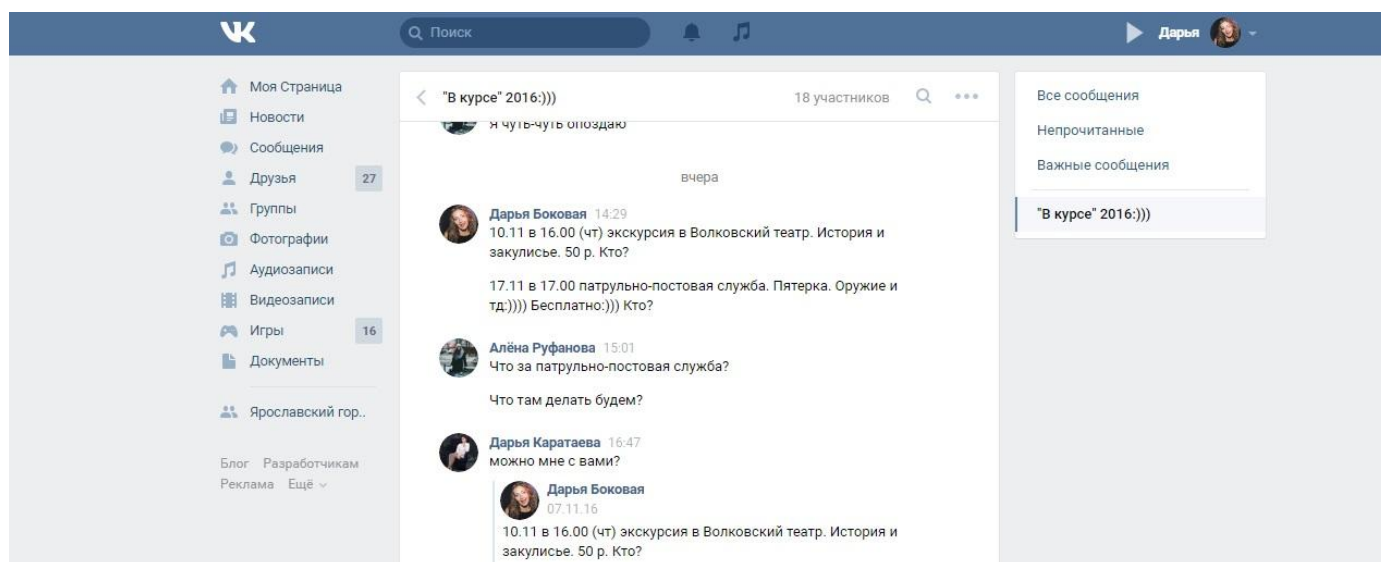 Поиск
Дарья
Моя Страница
Новости
Сообщения
Друзья 27
Группы
Фотографии
Аудиозаписи
Видеозаписи
Игры 16
Документы
Ярославский гор..
Блог Разработчикам
Реклама Ещё
"В курсе" 2016:))) 18 участников
Я чуть-чуть опоздаю
вчера
Дарья Боковая 14:29
10.11 в 16.00 (чт) экскурсия в Волковский театр. История и
закулисье. 50 р. Кто?
17.11 в 17.00 патрульно-постовая служба. Пятерка. Оружие и
тд:)))) Бесплатно:))) Кто?
Алёна Руфанова 15:01
Что за патрульно-постовая служба?
Что там делать будем?
Дарья Каратаева 16:47
можно мне с вами?
Дарья Боковая
07.11.16
10.11 в 16.00 (чт) экскурсия в Волковский театр. История и
закулисье. 50 р. Кто?
Все сообщения
Непрочитанные
Важные сообщения
"В курсе" 2016:)))